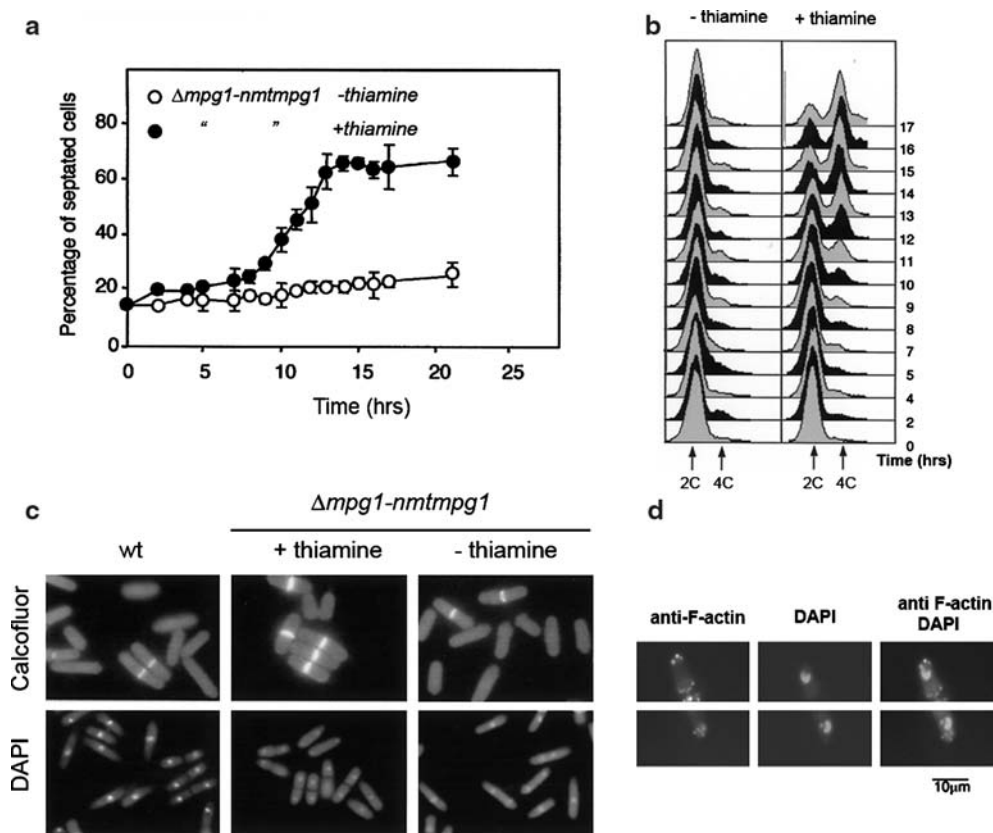 a
Percentage of septated cells
80
60
40
20
0
Δmpg1-nmtmpg1 -thiamine
“ ” +thiamine
0 5 10 15 20 25
Time (hrs)
b
- thiamine + thiamine
17
16
15
14
13
12
11
10
9
8
7
5
4
2
0
Time (hrs)
2C 4C 2C 4C
c
Δmpg1-nmtmpg1
wt + thiamine - thiamine
Calcofluor
DAPI
d
anti-F-actin DAPI anti F-actin
DAPI
10μm